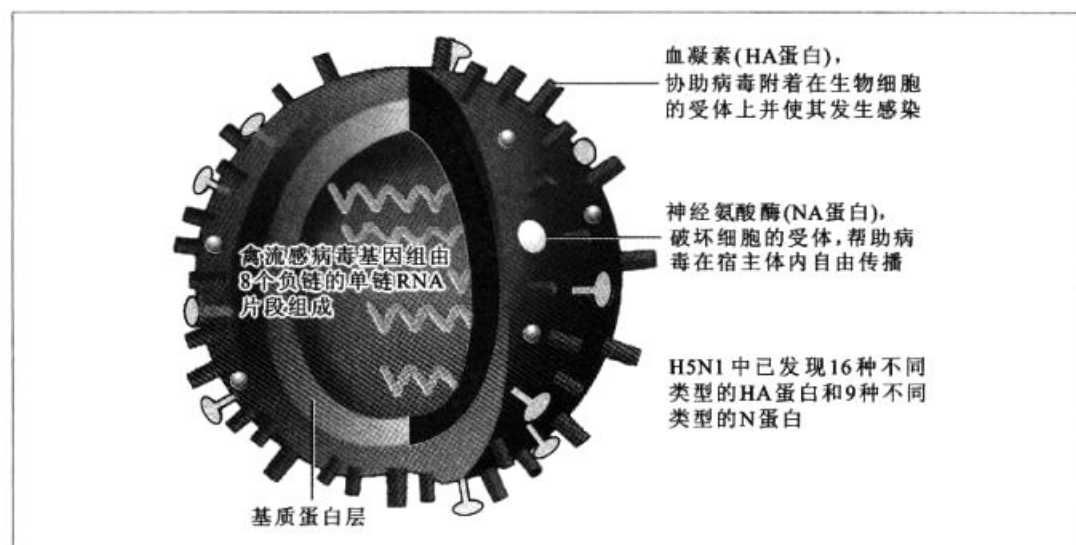 血凝素(HA蛋白),
协助病毒附着在生物细胞
的受体上并使其发生感染
神经氨酸酶(NA蛋白),
破坏细胞的受体,帮助病
毒在宿主体内自由传播
禽流感病毒基因组由
8个负链的单链RNA
片段组成
H5N1中已发现16种不同
类型的HA蛋白和9种不同
类型的N蛋白
基质蛋白层